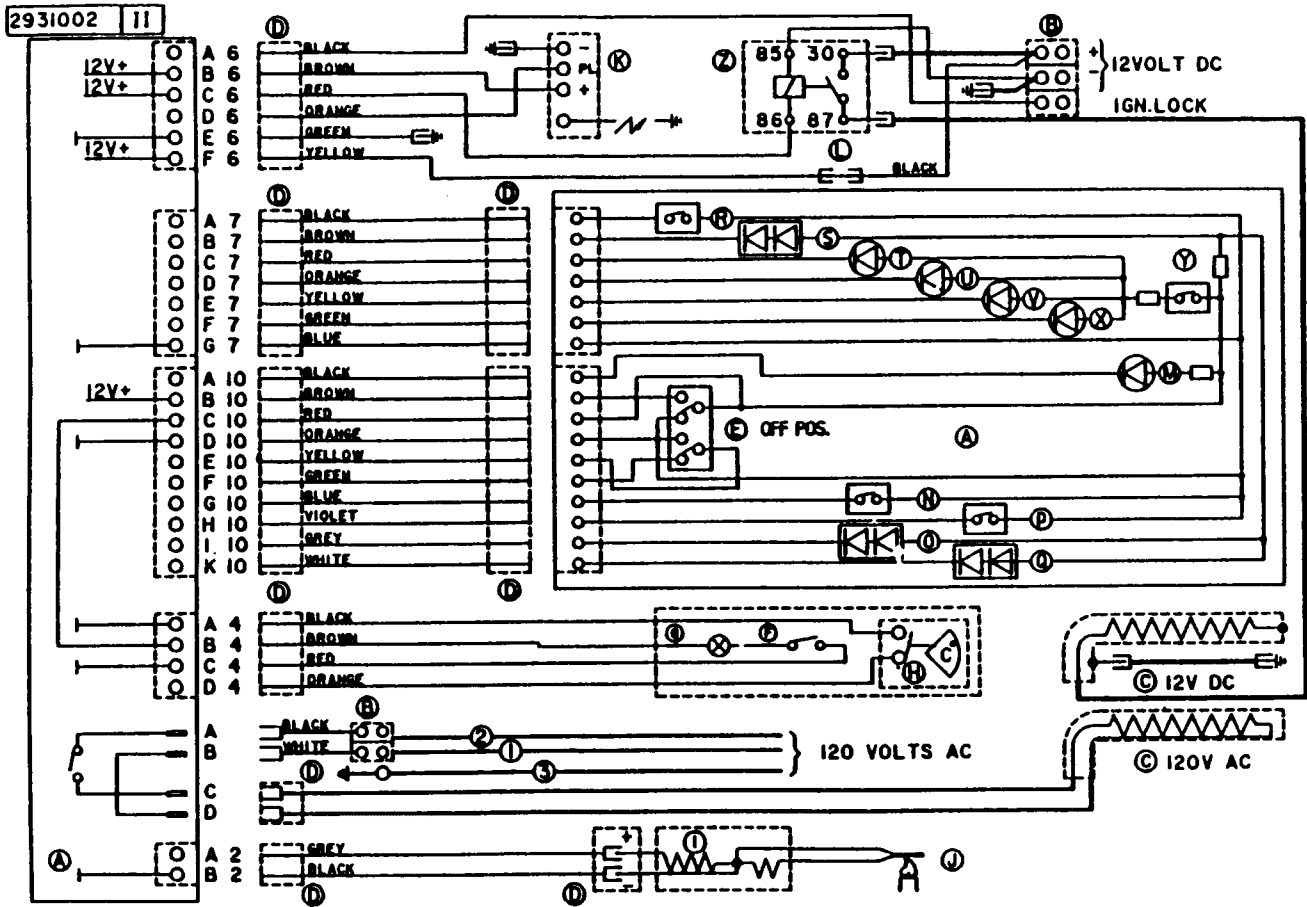 2931002 II
D
B
A 6 BLACK
12V+ B 6 BROWN
12V+ C 6 RED
D 6 ORANGE
E 6 GREEN
12V+ F 6 YELLOW
-
PL
+
K
Z
85 30
86 87
L
BLACK
+
-
12VOLT DC
IGN.LOCK
D
D
A 7 BLACK
B 7 BROWN
C 7 RED
D 7 ORANGE
E 7 YELLOW
F 7 GREEN
G 7 BLUE
R
S
T
U
V
X
Y
A 10 BLACK
12V+ B 10 BROWN
C 10 RED
D 10 ORANGE
E 10 YELLOW
F 10 GREEN
G 10 BLUE
H 10 VIOLET
I. 10 GREY
K 10 WHITE
M
E OFF POS.
A
N
P
O
Q
D
D
A 4 BLACK
B 4 BROWN
C 4 RED
D 4 ORANGE
G
F
H
C
C 12V DC
A BLACK
B WHITE
B
2
1
3
120 VOLTS AC
D
C
D
C 120V AC
A
A 2 GREY
B 2 BLACK
D
D
+
-
I
J